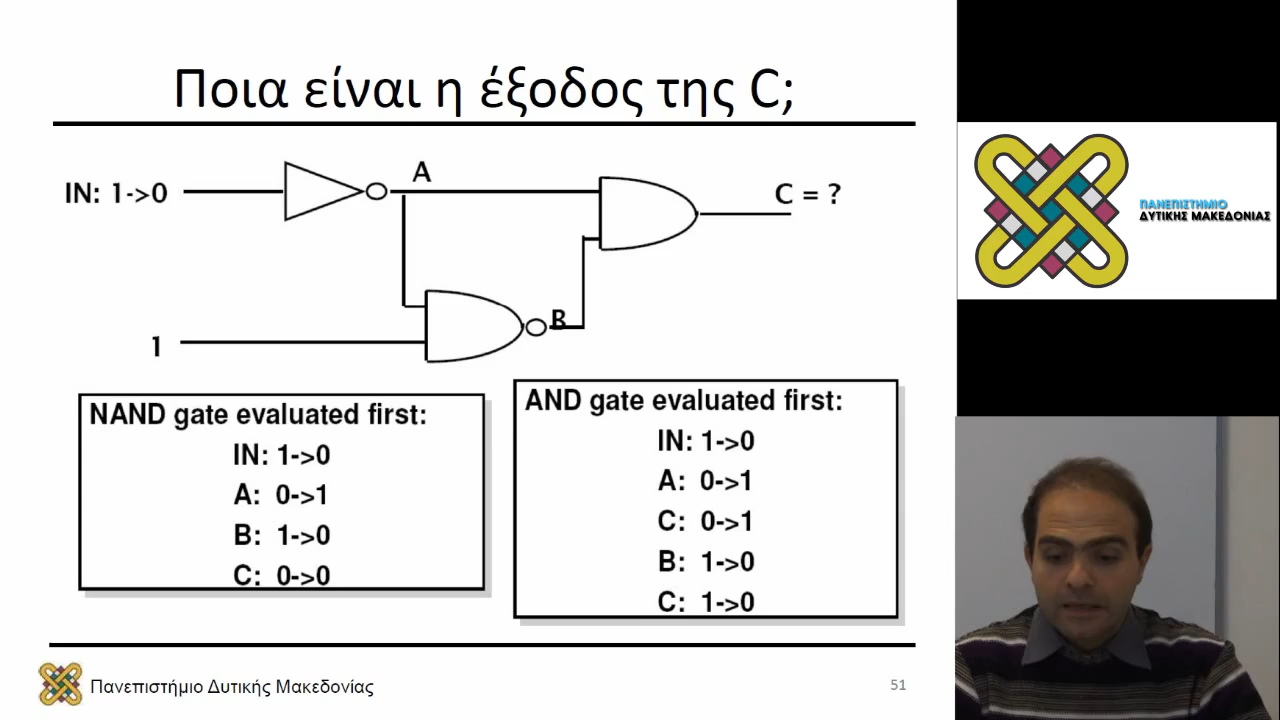 Ποια είναι η έξοδος της C;
IN: 1->0
A
C = ?
B
1
NAND gate evaluated first:
IN: 1->0
A: 0->1
B: 1->0
C: 0->0
AND gate evaluated first:
IN: 1->0
A: 0->1
C: 0->1
B: 1->0
C: 1->0
Πανεπιστήμιο Δυτικής Μακεδονίας
51
ΠΑΝΕΠΙΣΤΗΜΙΟ
ΔΥΤΙΚΗΣ ΜΑΚΕΔΟΝΙΑΣ